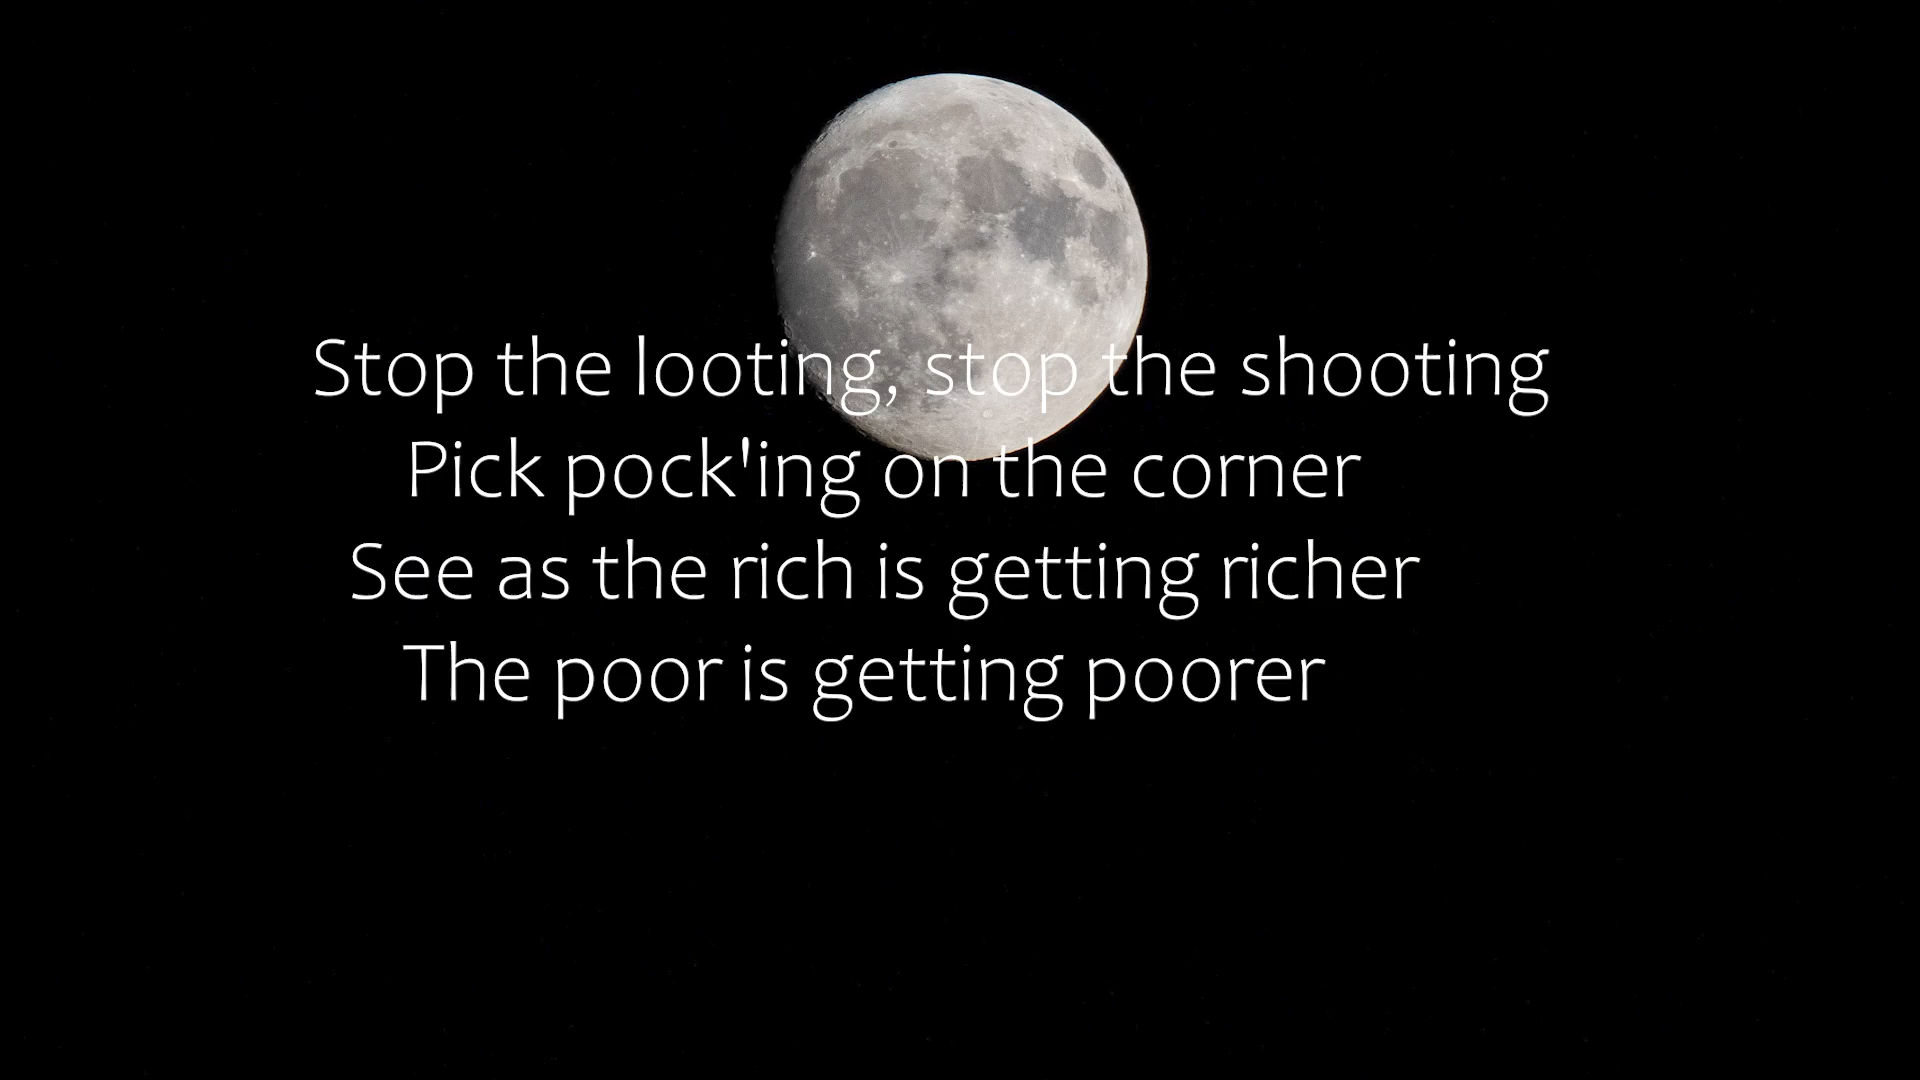 Stop the looting, stop the shooting
Pick pock'ing on the corner
See as the rich is getting richer
The poor is getting poorer